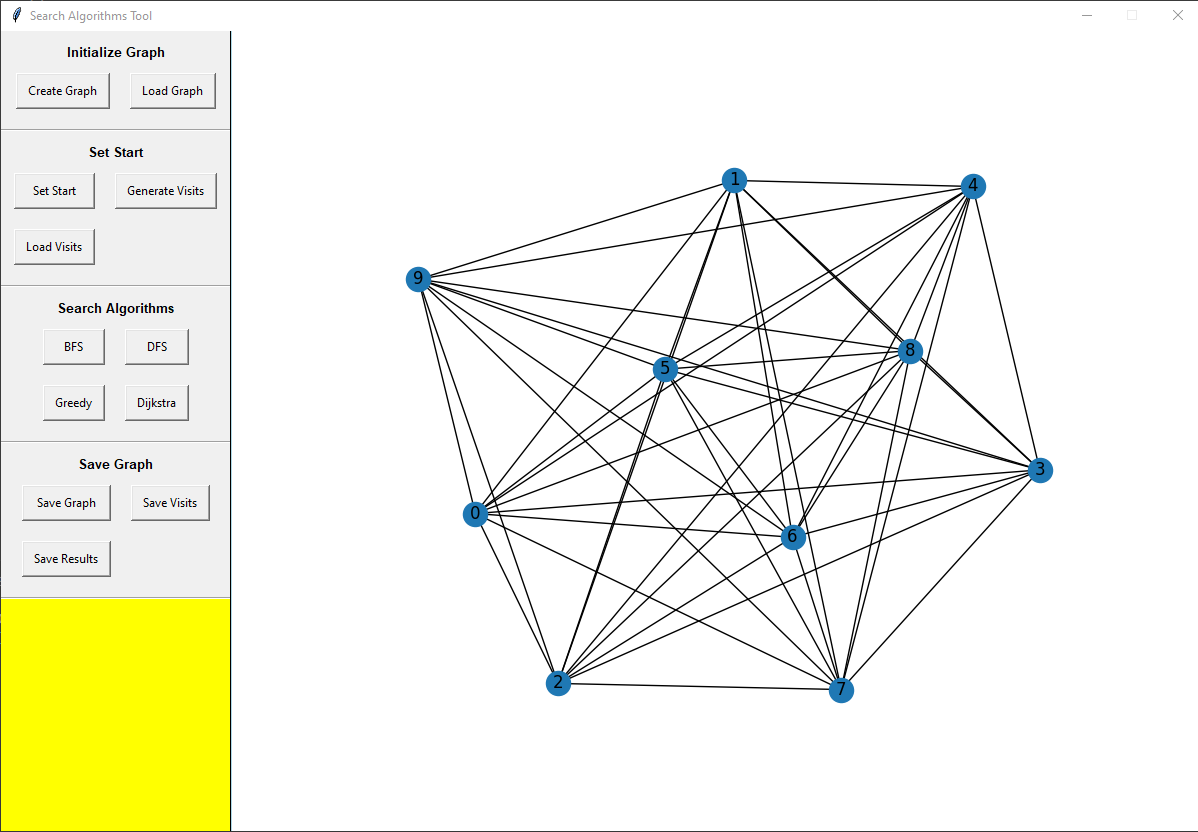 Search Algorithms Tool
Initialize Graph
Create Graph Load Graph
Set Start
Set Start Generate Visits
Load Visits
Search Algorithms
BFS DFS
Greedy Dijkstra
Save Graph
Save Graph Save Visits
Save Results
1
4
9
8
5
3
0
6
2
7